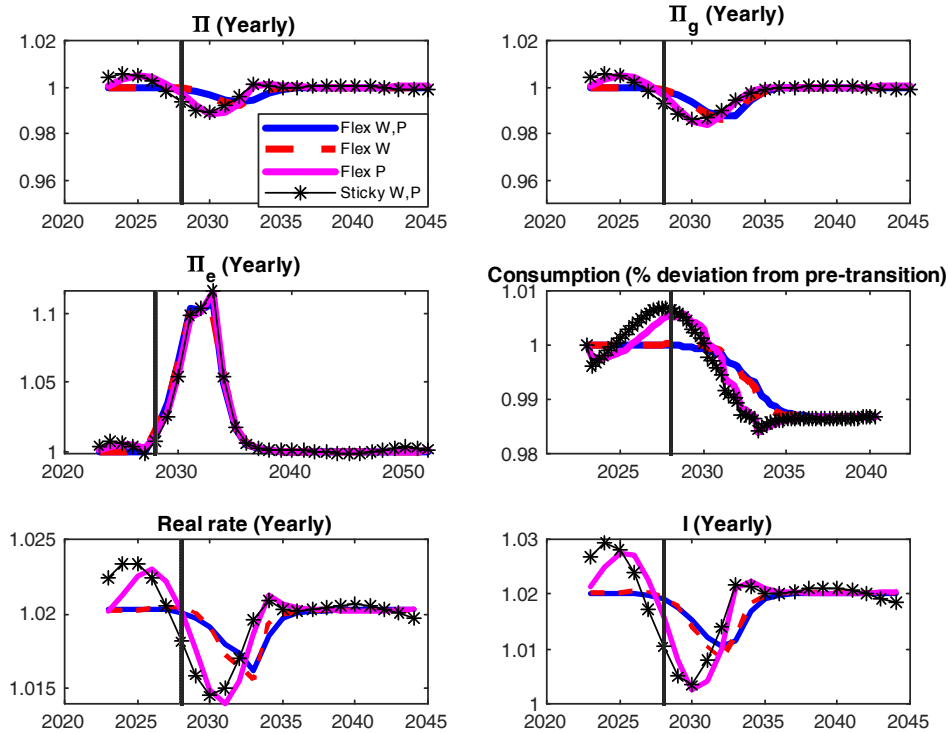 Π (Yearly)
1.02
1
0.98
0.96
2020 2025 2030 2035 2040 2045
Flex W,P
Flex W
Flex P
Sticky W,P
Π_g (Yearly)
1.02
1
0.98
0.96
2020 2025 2030 2035 2040 2045
Π_e (Yearly)
1.1
1.05
1
2020 2030 2040 2050
Consumption (% deviation from pre-transition)
1.01
1
0.99
0.98
2025 2030 2035 2040
Real rate (Yearly)
1.025
1.02
1.015
2020 2025 2030 2035 2040 2045
I (Yearly)
1.03
1.02
1.01
1
2020 2025 2030 2035 2040 2045